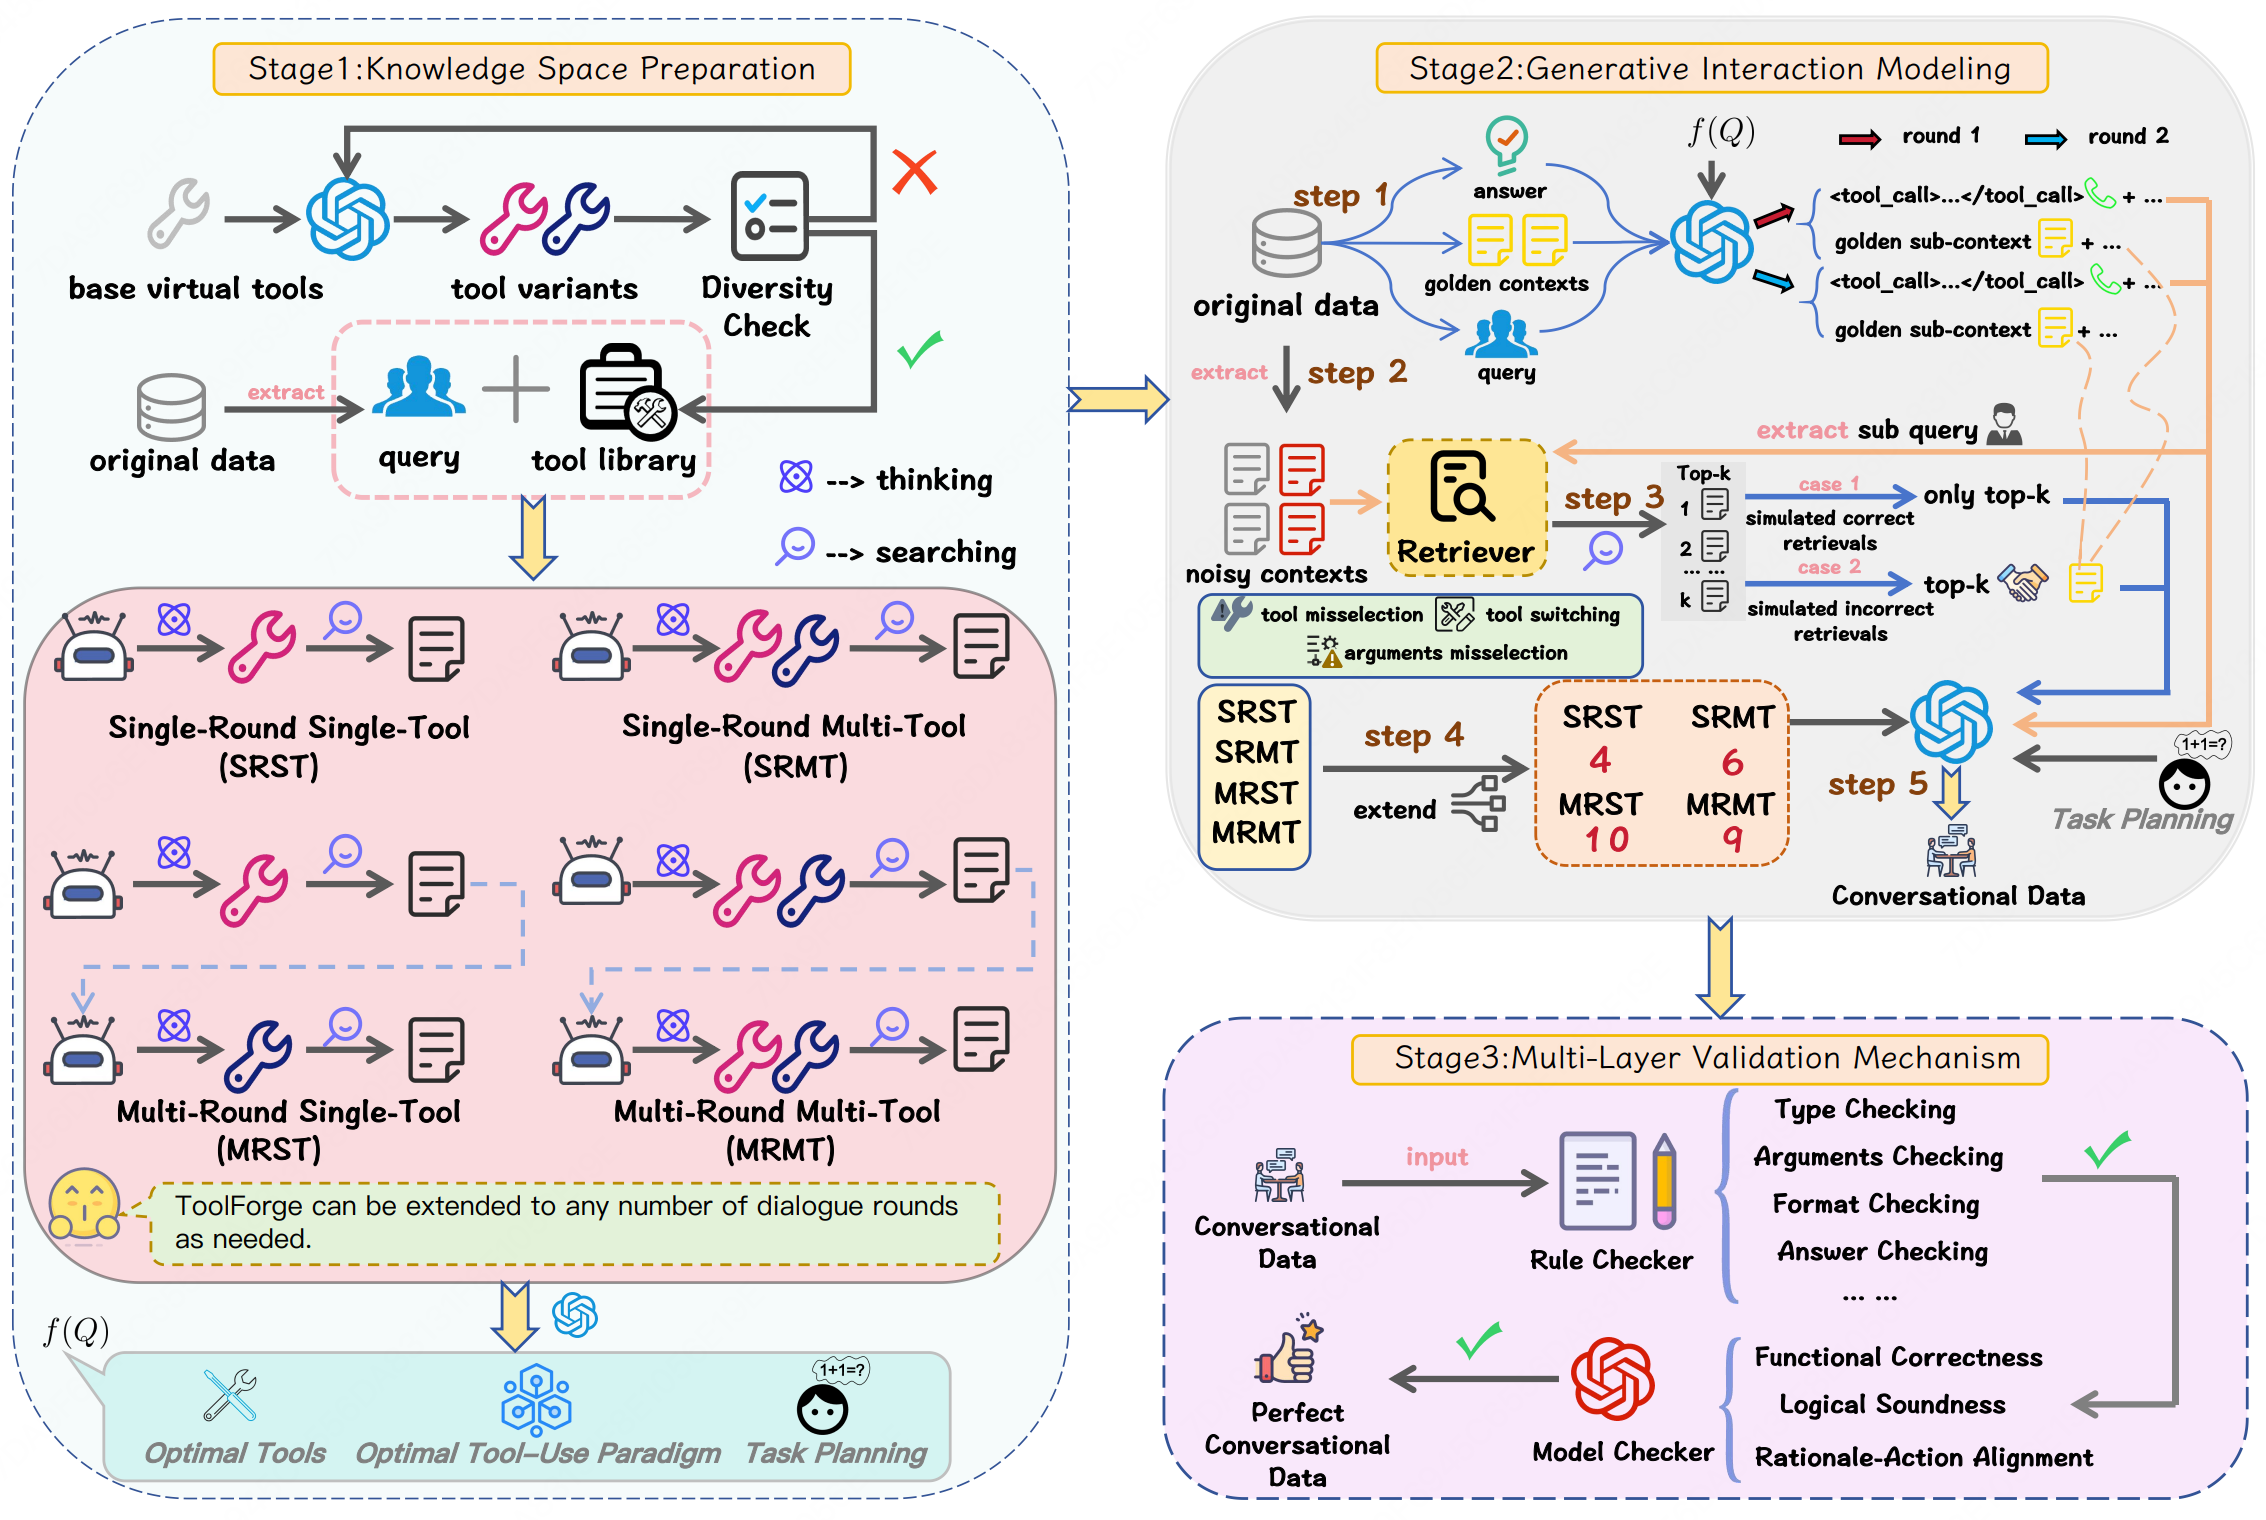 Stage1:Knowledge Space Preparation
base virtual tools
tool variants
Diversity
Check
original data
extract
query
tool library
--> thinking
--> searching
Single-Round Single-Tool
(SRST)
Single-Round Multi-Tool
(SRMT)
Multi-Round Single-Tool
(MRST)
Multi-Round Multi-Tool
(MRMT)
ToolForge can be extended to any number of dialogue rounds
as needed.
f(Q)
1+1=?
Optimal Tools
Optimal Tool-Use Paradigm
Task Planning
Stage2:Generative Interaction Modeling
step 1
original data
answer
golden contexts
query
f(Q)
round 1
round 2
<tool_call>...</tool_call> + ...
golden sub-context + ...
<tool_call>...</tool_call> + ...
golden sub-context + ...
extract
step 2
extract sub query
noisy contexts
Retriever
step 3
Top-k
1
2
... ...
k
case 1
simulated correct
retrievals
only top-k
case 2
simulated incorrect
retrievals
top-k
tool misselection
tool switching
arguments misselection
SRST
SRMT
MRST
MRMT
step 4
extend
SRST
SRMT
4
6
MRST
MRMT
10
9
step 5
1+1=?
Task Planning
Conversational Data
Stage3:Multi-Layer Validation Mechanism
Conversational
Data
input
Rule Checker
Type Checking
Arguments Checking
Format Checking
Answer Checking
... ...
Perfect
Conversational
Data
Model Checker
Functional Correctness
Logical Soundness
Rationale-Action Alignment